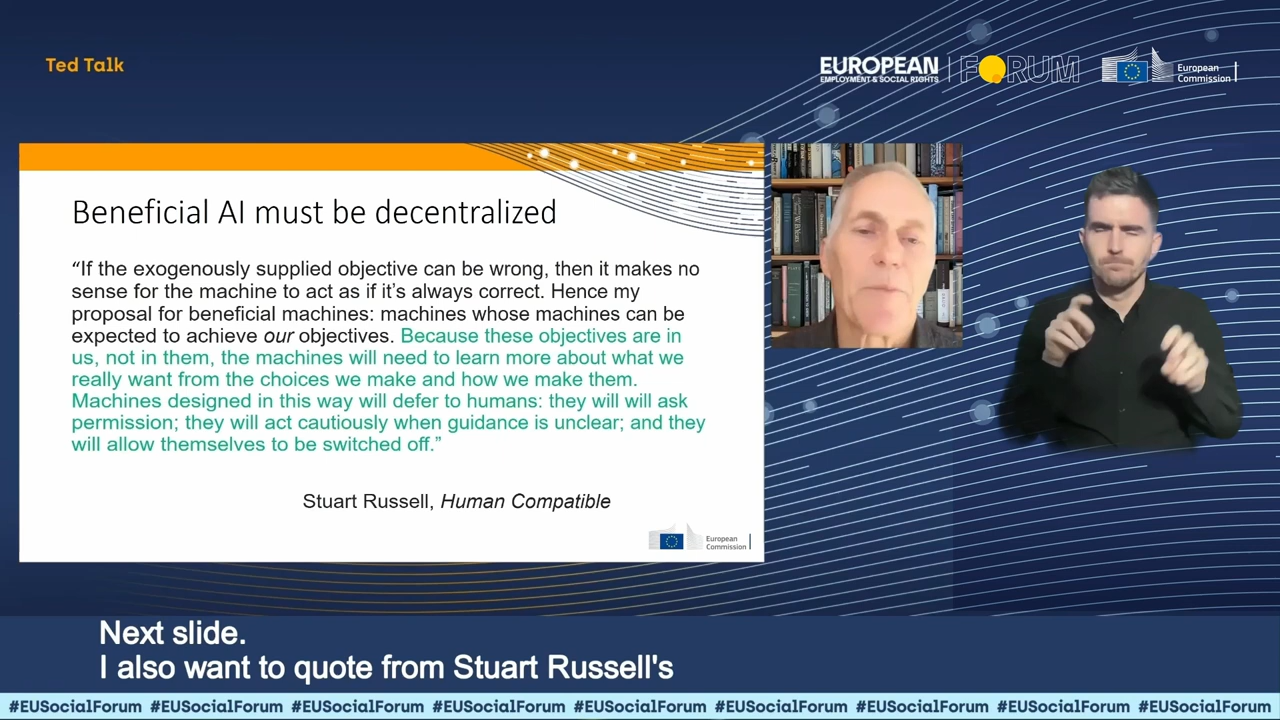 Ted Talk
EUROPEAN
EMPLOYMENT & SOCIAL RIGHTS
FORUM
European
Commission
Beneficial AI must be decentralized
“If the exogenously supplied objective can be wrong, then it makes no
sense for the machine to act as if it’s always correct. Hence my
proposal for beneficial machines: machines whose machines can be
expected to achieve our objectives. Because these objectives are in
us, not in them, the machines will need to learn more about what we
really want from the choices we make and how we make them.
Machines designed in this way will defer to humans: they will will ask
permission; they will act cautiously when guidance is unclear; and they
will allow themselves to be switched off.”
Stuart Russell, Human Compatible
European
Commission
Next slide.
I also want to quote from Stuart Russell's
#EUSocialForum #EUSocialForum #EUSocialForum #EUSocialForum #EUSocialForum #EUSocialForum #EUSocialForum #EUSocialForum #EUSocialForum